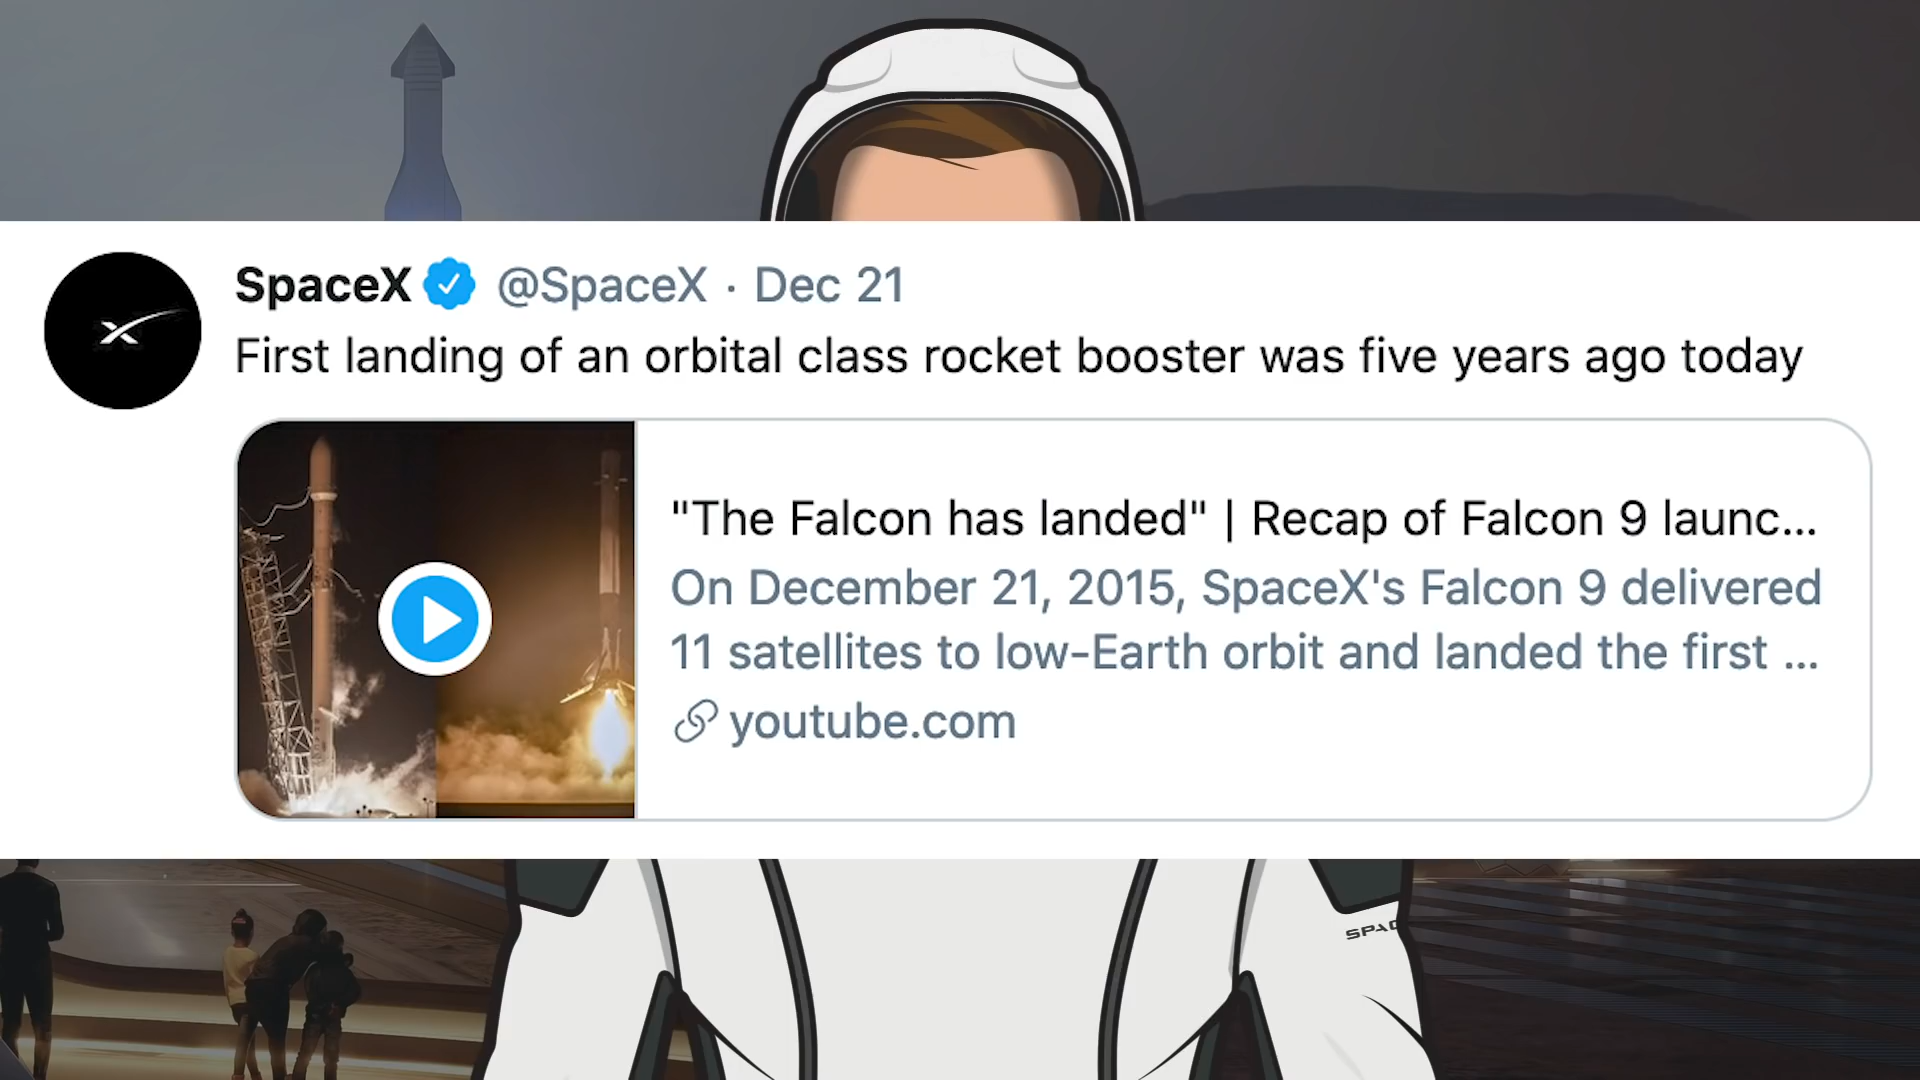 SpaceX @SpaceX · Dec 21
First landing of an orbital class rocket booster was five years ago today
"The Falcon has landed" | Recap of Falcon 9 launc...
On December 21, 2015, SpaceX's Falcon 9 delivered
11 satellites to low-Earth orbit and landed the first ...
youtube.com
SPAC